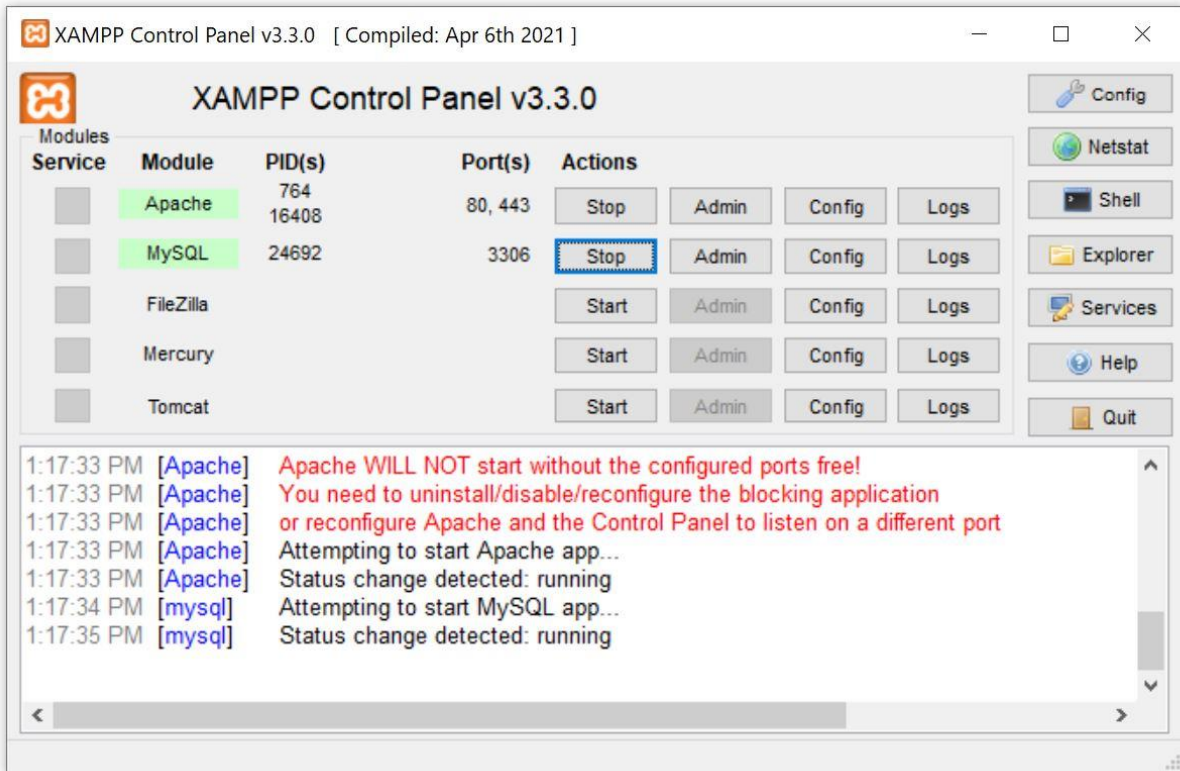 XAMPP Control Panel v3.3.0 [ Compiled: Apr 6th 2021 ]
XAMPP Control Panel v3.3.0
Config
Modules
Netstat
Service Module PID(s) Port(s) Actions
Apache 764 16408 80, 443 Stop Admin Config Logs
Shell
MySQL 24692 3306 Stop Admin Config Logs
Explorer
FileZilla Start Admin Config Logs
Services
Mercury Start Admin Config Logs
Help
Tomcat Start Admin Config Logs
Quit
1:17:33 PM [Apache] Apache WILL NOT start without the configured ports free!
1:17:33 PM [Apache] You need to uninstall/disable/reconfigure the blocking application
1:17:33 PM [Apache] or reconfigure Apache and the Control Panel to listen on a different port
1:17:33 PM [Apache] Attempting to start Apache app...
1:17:33 PM [Apache] Status change detected: running
1:17:34 PM [mysql] Attempting to start MySQL app...
1:17:35 PM [mysql] Status change detected: running